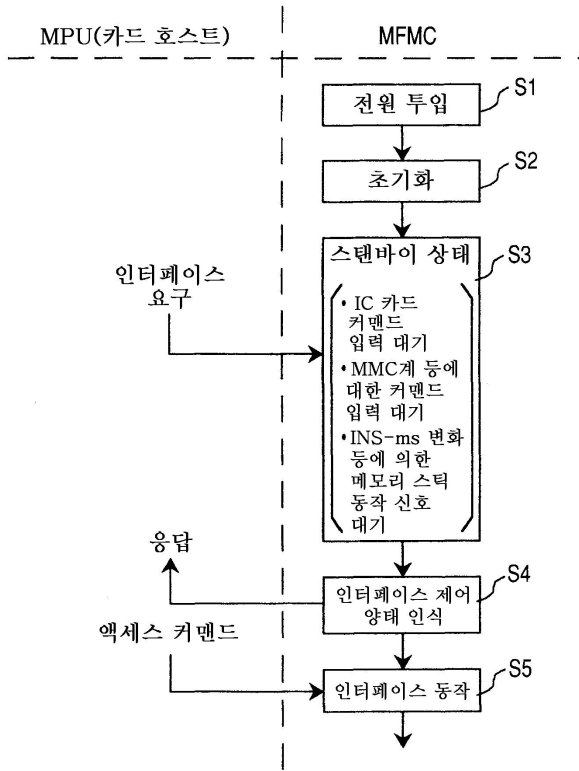 MPU(카드 호스트)
MFMC
전원 투입
S1
초기화
S2
스탠바이 상태
S3
• IC 카드
커맨드
입력 대기
• MMC계 등에
대한 커맨드
입력 대기
• INS-ms 변화
등에 의한
메모리 스틱
동작 신호
대기
인터페이스
요구
응답
인터페이스 제어
양태 인식
S4
액세스 커맨드
인터페이스 동작
S5